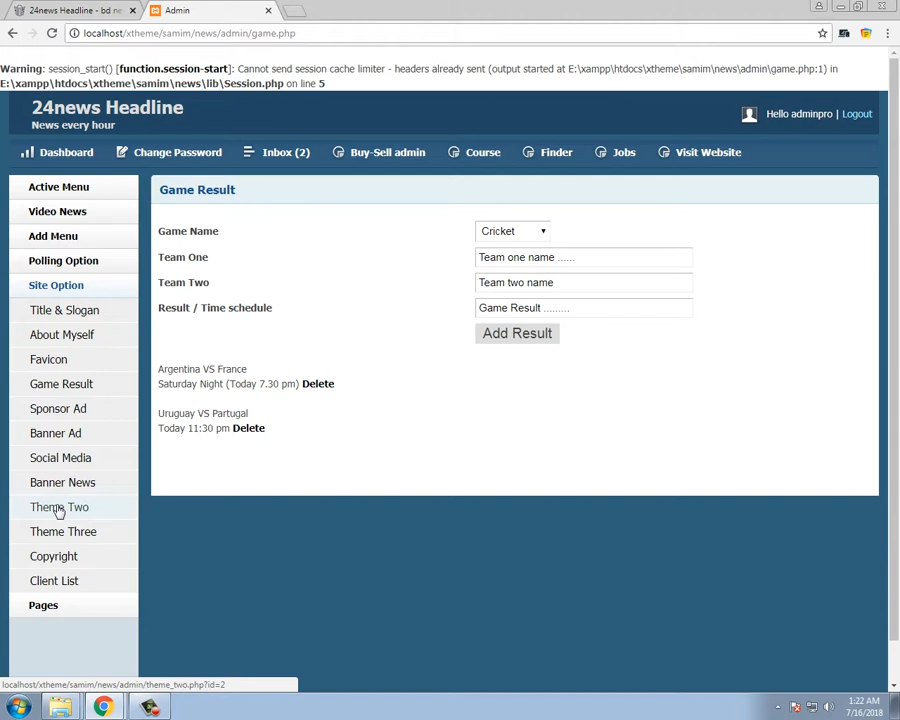 24news Headline - bd ne
Admin
localhost/xtheme/samim/news/admin/game.php
Warning: session_start() [function.session-start]: Cannot send session cache limiter - headers already sent (output started at E:\xampp\htdocs\xtheme\samim\news\admin\game.php:1) in
E:\xampp\htdocs\xtheme\samim\news\lib\Session.php on line 5
24news Headline
News every hour
Hello adminpro | Logout
Dashboard
Change Password
Inbox (2)
Buy-Sell admin
Course
Finder
Jobs
Visit Website
Active Menu
Video News
Add Menu
Polling Option
Site Option
Title & Slogan
About Myself
Favicon
Game Result
Sponsor Ad
Banner Ad
Social Media
Banner News
Theme Two
Theme Three
Copyright
Client List
Pages
Game Result
Game Name
Cricket
Team One
Team one name ......
Team Two
Team two name
Result / Time schedule
Game Result .........
Add Result
Argentina VS France
Saturday Night (Today 7.30 pm) Delete
Uruguay VS Partugal
Today 11:30 pm Delete
localhost/xtheme/samim/news/admin/theme_two.php?id=2
1:22 AM
7/16/2018